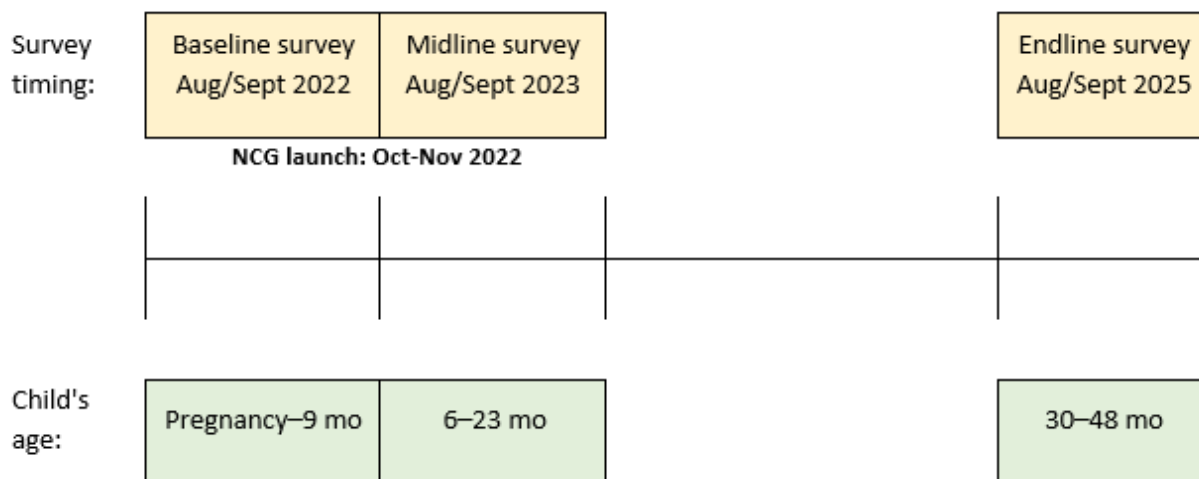 Survey
timing:
Baseline survey
Aug/Sept 2022
Midline survey
Aug/Sept 2023
Endline survey
Aug/Sept 2025
NCG launch: Oct-Nov 2022
Child's
age:
Pregnancy–9 mo
6–23 mo
30–48 mo